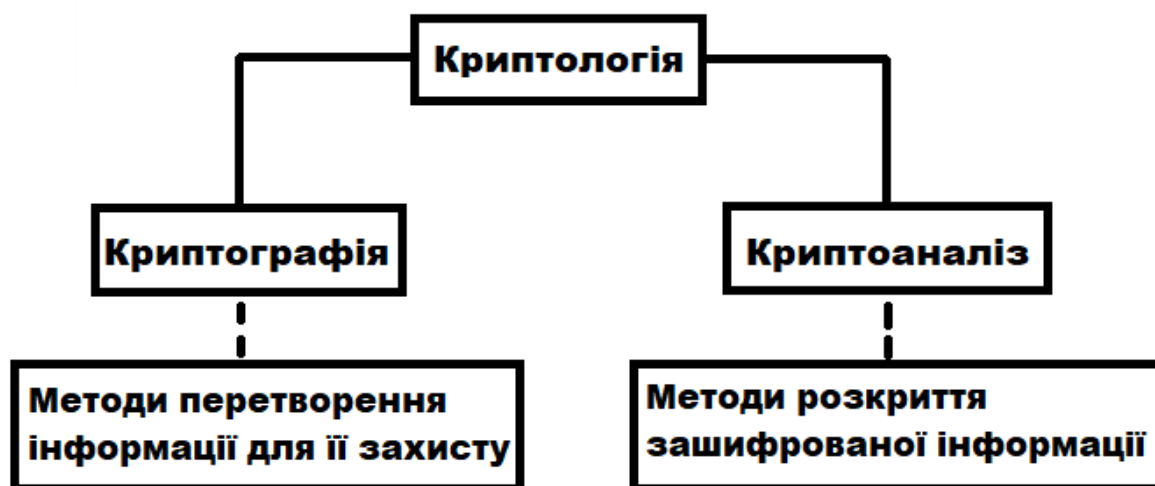 Криптологія
Криптографія
Криптоаналіз
Методи перетворення
інформації для її захисту
Методи розкриття
зашифрованої інформації